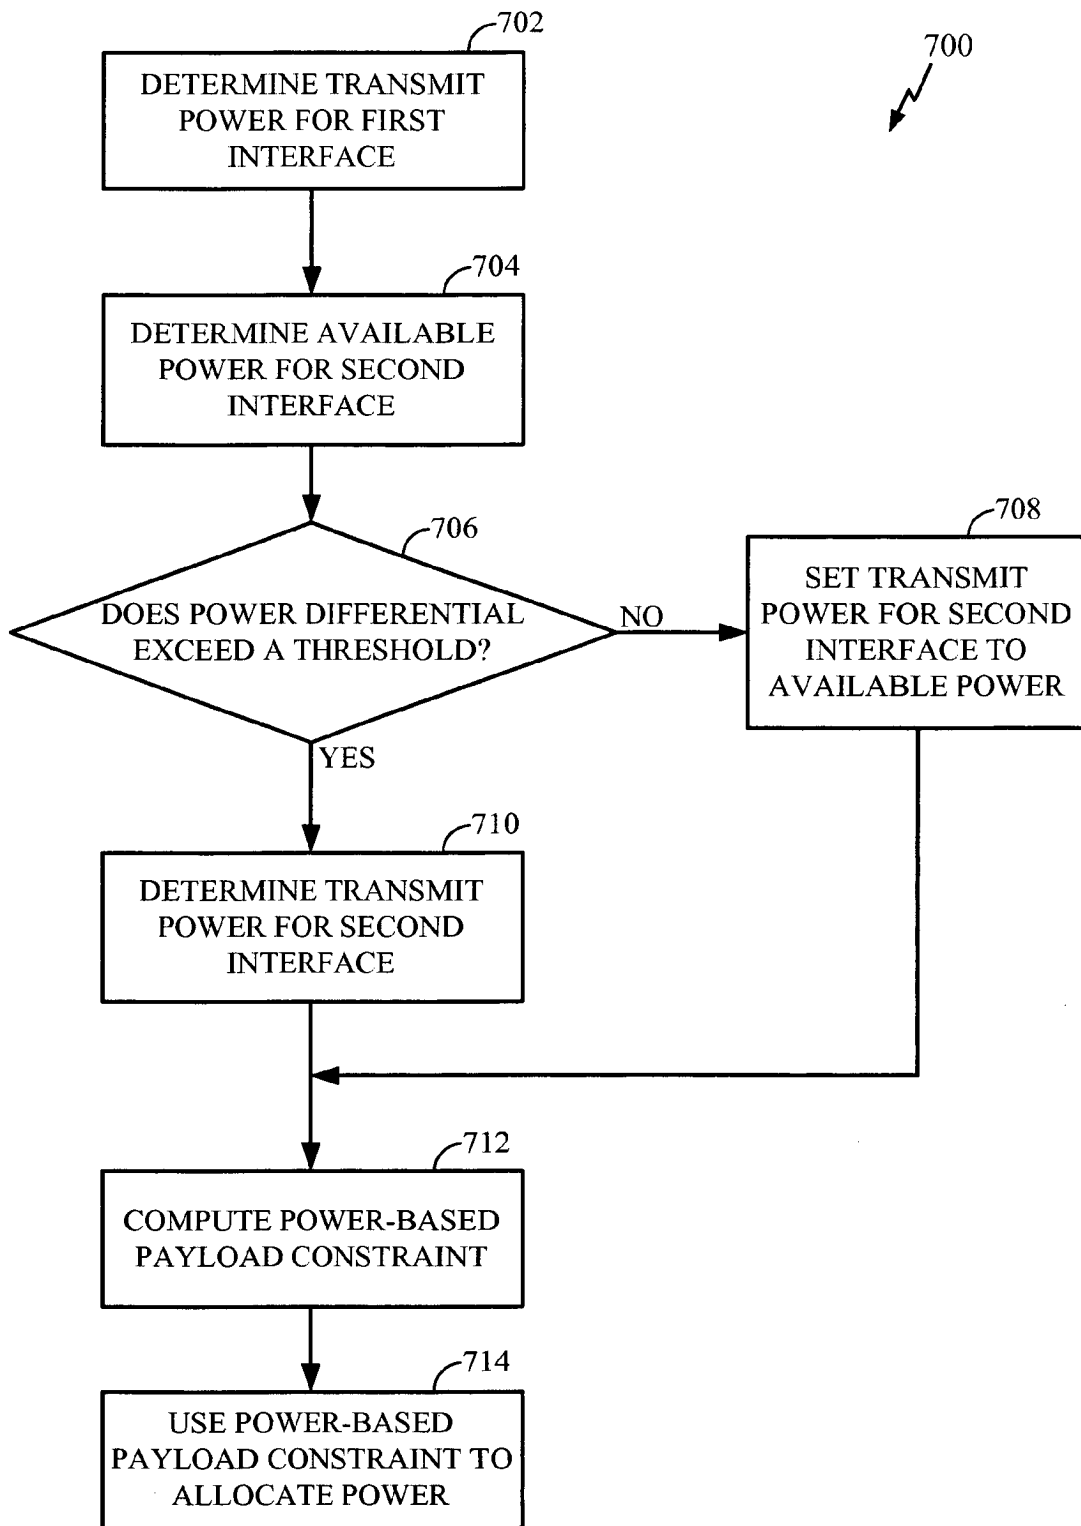 702
700
DETERMINE TRANSMIT
POWER FOR FIRST
INTERFACE
704
DETERMINE AVAILABLE
POWER FOR SECOND
INTERFACE
706
DOES POWER DIFFERENTIAL
EXCEED A THRESHOLD?
NO
708
SET TRANSMIT
POWER FOR SECOND
INTERFACE TO
AVAILABLE POWER
YES
710
DETERMINE TRANSMIT
POWER FOR SECOND
INTERFACE
712
COMPUTE POWER-BASED
PAYLOAD CONSTRAINT
714
USE POWER-BASED
PAYLOAD CONSTRAINT TO
ALLOCATE POWER